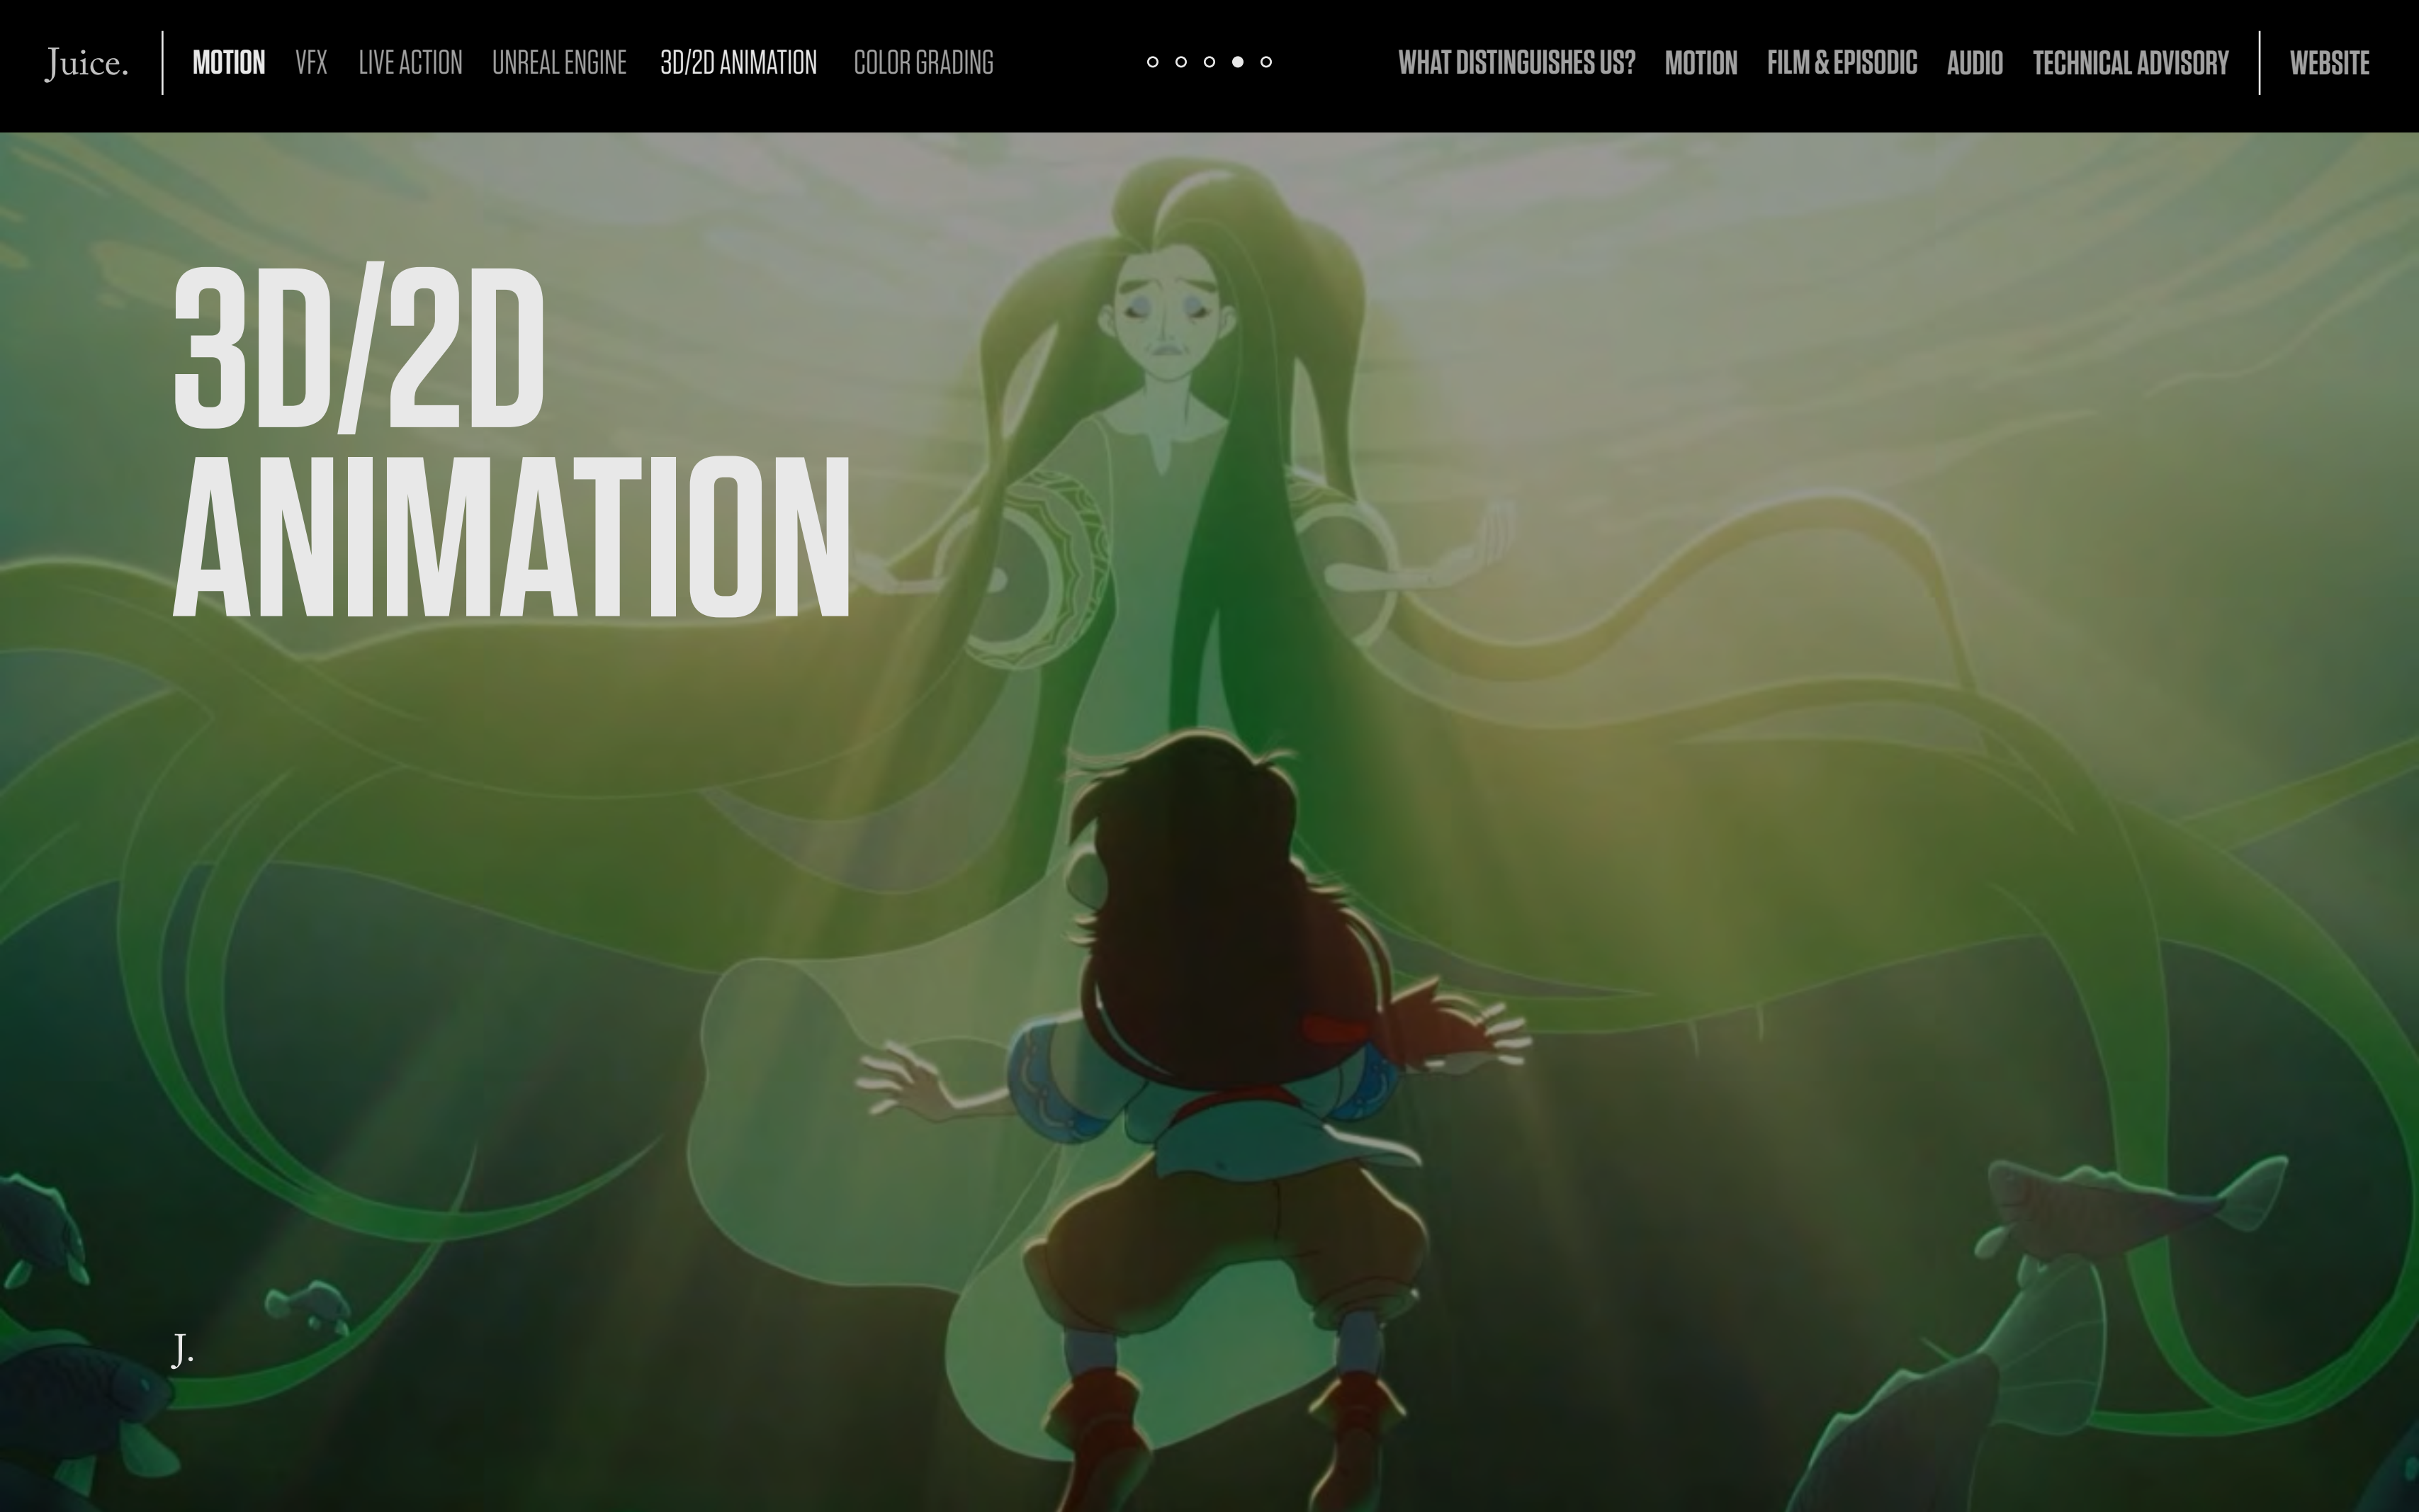 Juice. MOTION VFX LIVE ACTION UNREAL ENGINE 3D/2D ANIMATION COLOR GRADING WHAT DISTINGUISHES US? MOTION FILM & EPISODIC AUDIO TECHNICAL ADVISORY WEBSITE
3D/2D
ANIMATION
J.